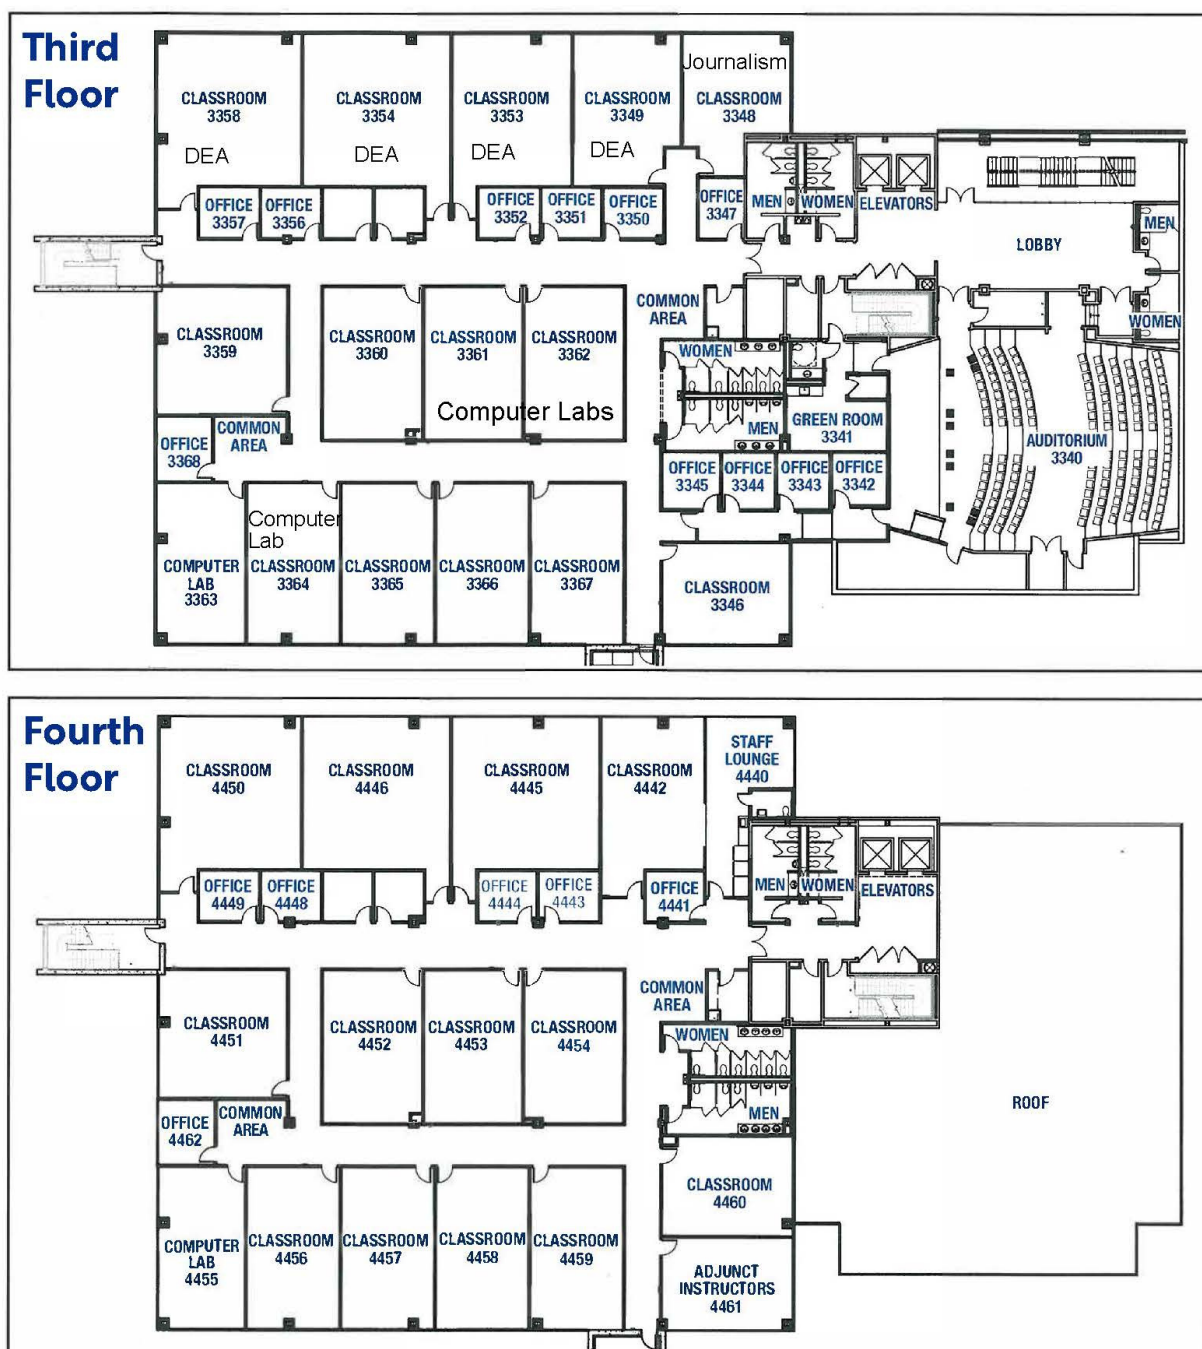 Third
Floor
CLASSROOM
3358
DEA
CLASSROOM
3354
DEA
CLASSROOM
3353
DEA
CLASSROOM
3349
DEA
Journalism
CLASSROOM
3348
OFFICE
3357
OFFICE
3356
OFFICE
3352
OFFICE
3351
OFFICE
3350
OFFICE
3347
MEN
WOMEN
ELEVATORS
LOBBY
MEN
WOMEN
CLASSROOM
3359
CLASSROOM
3360
CLASSROOM
3361
CLASSROOM
3362
Computer Labs
COMMON
AREA
WOMEN
MEN
GREEN ROOM
3341
AUDITORIUM
3340
OFFICE
3368
COMMON
AREA
OFFICE
3345
OFFICE
3344
OFFICE
3343
OFFICE
3342
COMPUTER
LAB
3363
Computer
Lab
CLASSROOM
3364
CLASSROOM
3365
CLASSROOM
3366
CLASSROOM
3367
CLASSROOM
3346
Fourth
Floor
CLASSROOM
4450
CLASSROOM
4446
CLASSROOM
4445
CLASSROOM
4442
STAFF
LOUNGE
4440
OFFICE
4449
OFFICE
4448
OFFICE
4444
OFFICE
4443
OFFICE
4441
MEN
WOMEN
ELEVATORS
CLASSROOM
4451
CLASSROOM
4452
CLASSROOM
4453
CLASSROOM
4454
COMMON
AREA
WOMEN
MEN
ROOF
OFFICE
4462
COMMON
AREA
CLASSROOM
4460
COMPUTER
LAB
4455
CLASSROOM
4456
CLASSROOM
4457
CLASSROOM
4458
CLASSROOM
4459
ADJUNCT
INSTRUCTORS
4461